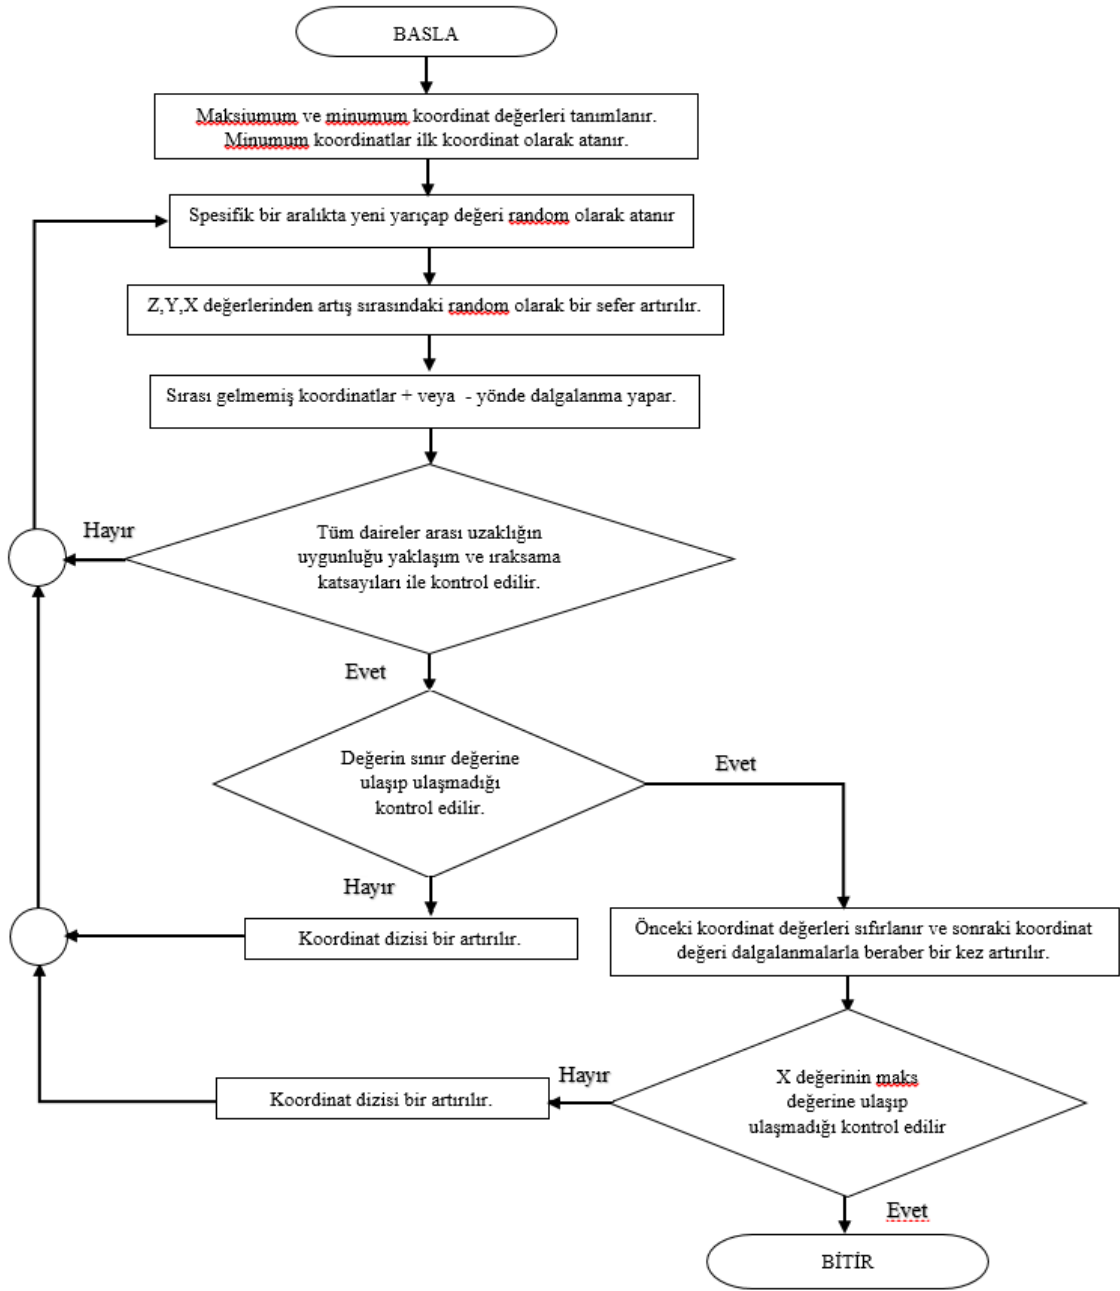 BASLA
Maksiumum ve minumum koordinat değerleri tanımlanır.
Minumum koordinatlar ilk koordinat olarak atanır.
Spesifik bir aralıkta yeni yarıçap değeri random olarak atanır
Z,Y,X değerlerinden artış sırasındaki random olarak bir sefer artırılır.
Sırası gelmemiş koordinatlar + veya - yönde dalgalanma yapar.
Hayır
Tüm daireler arası uzaklığın
uygunluğu yaklaşım ve ıraksama
katsayıları ile kontrol edilir.
Evet
Değerin sınır değerine
ulaşıp ulaşmadığı
kontrol edilir.
Evet
Hayır
Koordinat dizisi bir artırılır.
Önceki koordinat değerleri sıfırlanır ve sonraki koordinat
değeri dalgalanmalarla beraber bir kez artırılır.
Hayır
Koordinat dizisi bir artırılır.
X değerinin maks
değerine ulaşıp
ulaşmadığı kontrol edilir
Evet
BİTİR